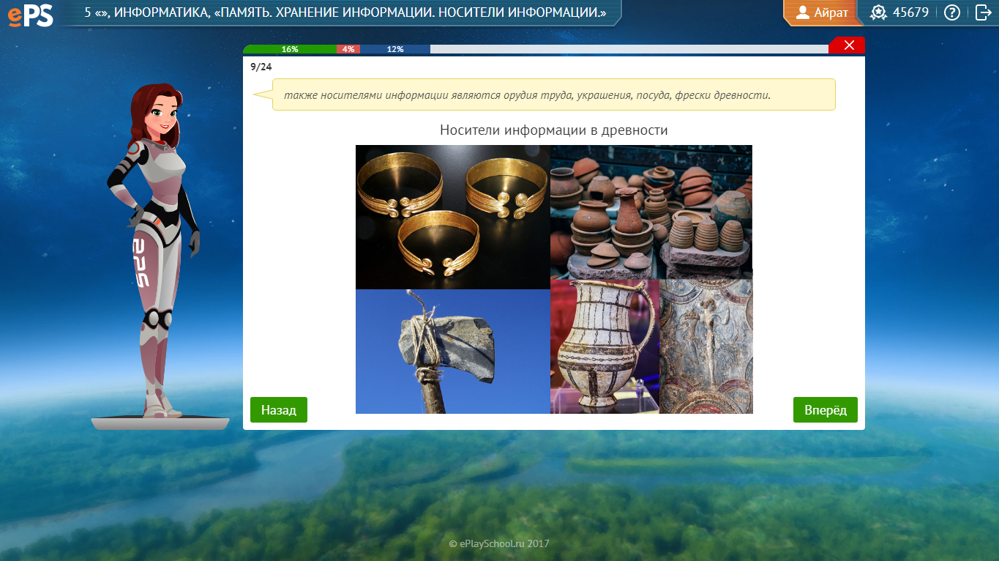 ePS
5 «», ИНФОРМАТИКА, «ПАМЯТЬ. ХРАНЕНИЕ ИНФОРМАЦИИ. НОСИТЕЛИ ИНФОРМАЦИИ.»
Айрат
45679
?
16%
4%
12%
9/24
также носителями информации являются орудия труда, украшения, посуда, фрески древности.
Носители информации в древности
EPS
Назад
Вперёд
© ePlaySchool.ru 2017